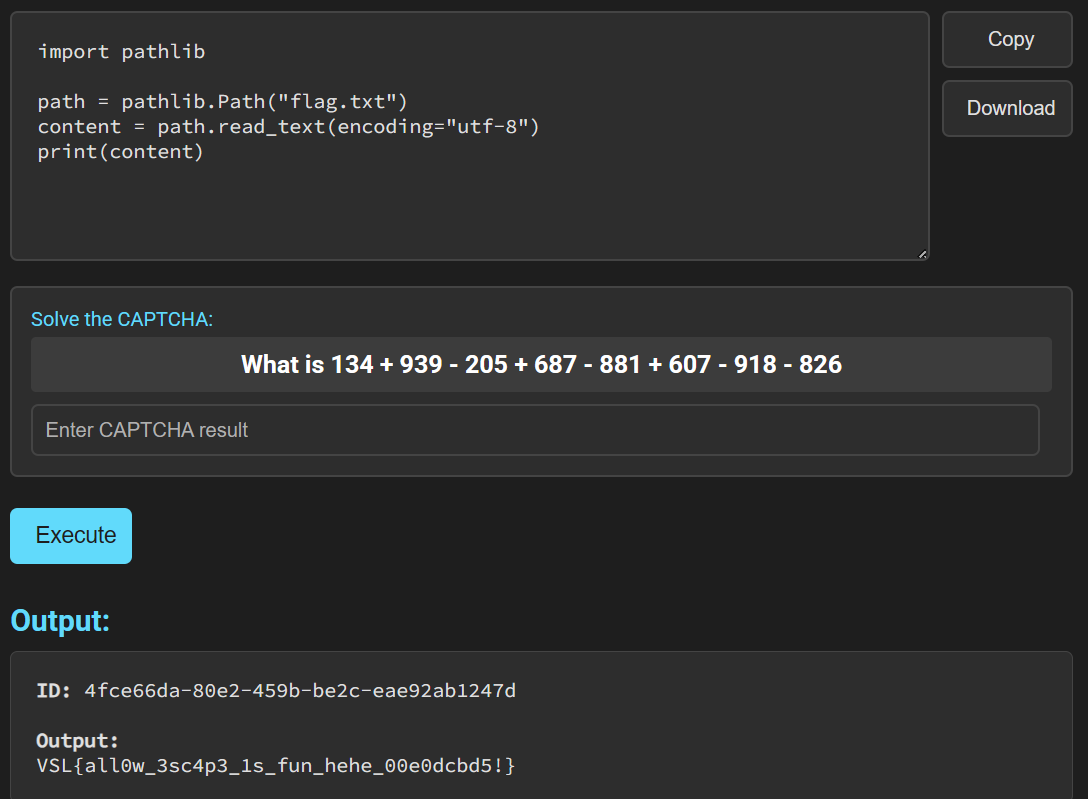 import pathlib
Copy
path = pathlib.Path("flag.txt")
content = path.read_text(encoding="utf-8")
print(content)
Download
Solve the CAPTCHA:
What is 134 + 939 - 205 + 687 - 881 + 607 - 918 - 826
Enter CAPTCHA result
Execute
Output:
ID: 4fce66da-80e2-459b-be2c-eae92ab1247d
Output:
VSL{all0w_3sc4p3_1s_fun_hehe_00e0dcbd5!}